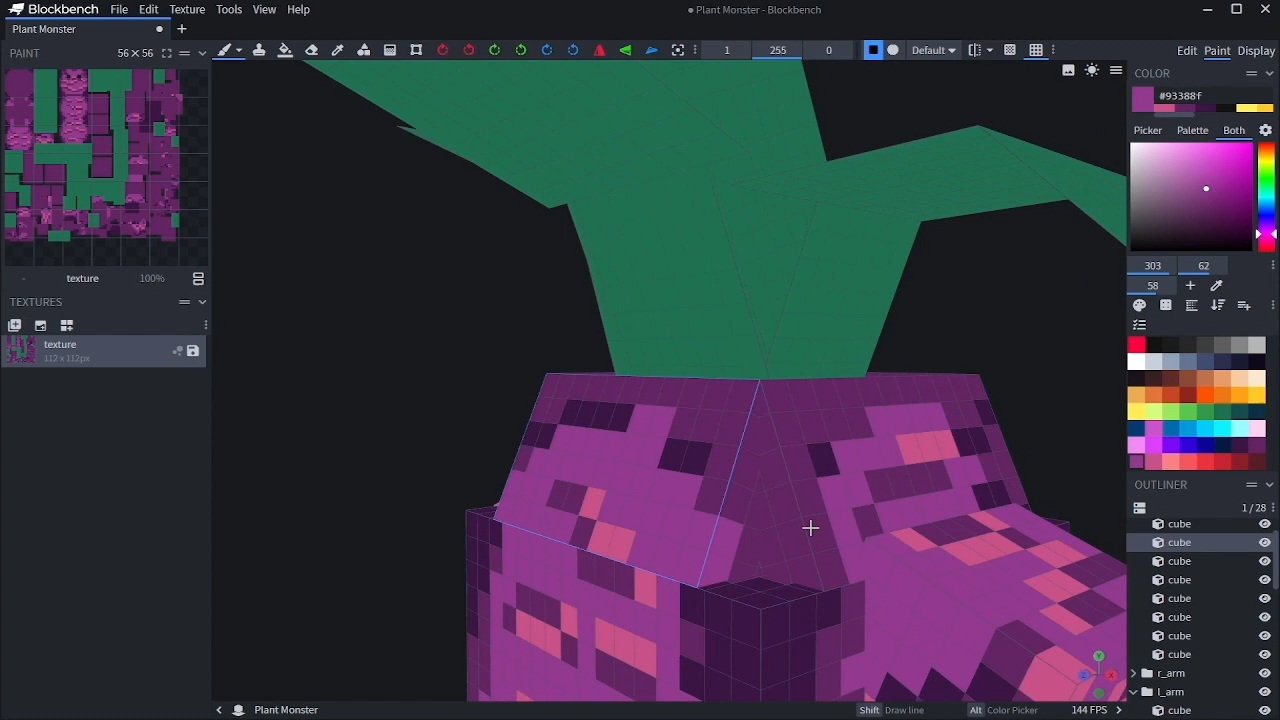 Blockbench
File Edit Texture Tools View Help
Plant Monster - Blockbench
Plant Monster
PAINT
56 × 56
1
255
0
Default
Edit Paint Display
COLOR
#93388f
Picker Palette Both
303
62
58
-
texture
100%
TEXTURES
texture
112 x 112px
OUTLINER
1 / 28
cube
cube
cube
cube
cube
cube
cube
cube
r_arm
l_arm
cube
Y
Z
X
Plant Monster
Shift Draw line
Alt Color Picker
144 FPS